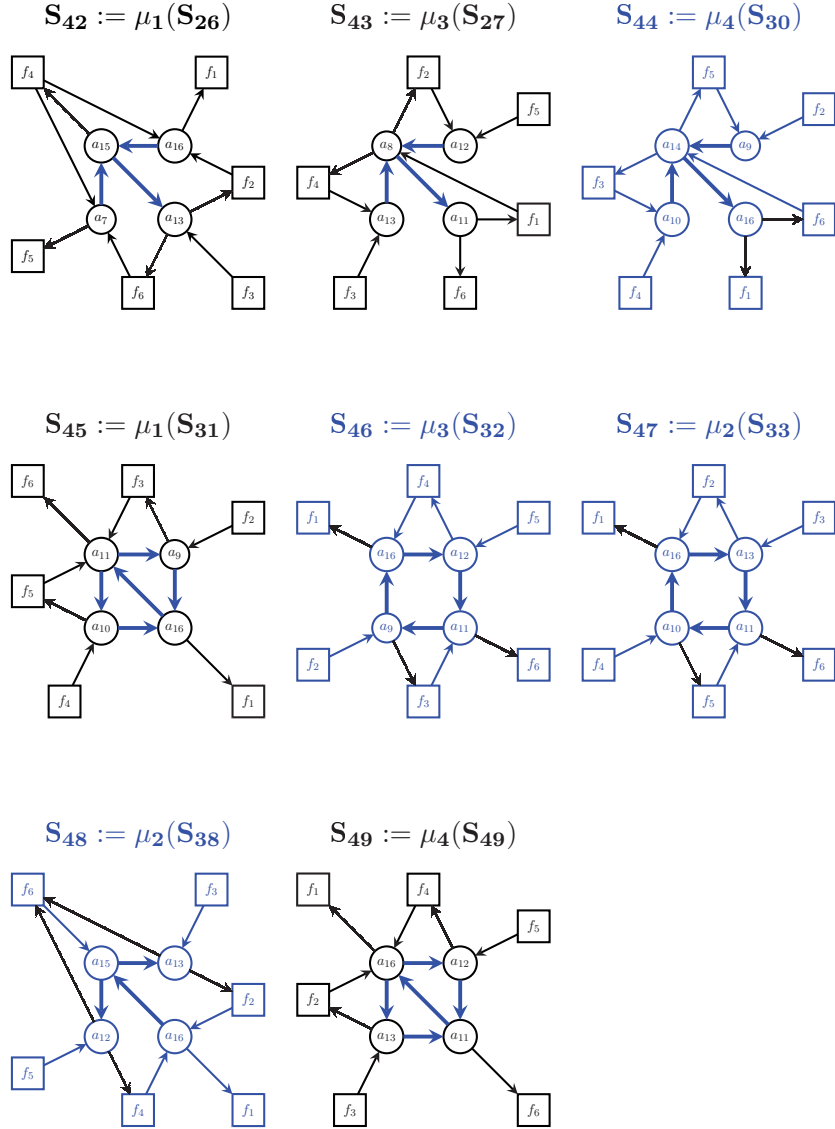 S₄₂ := μ₁(S₂₆) S₄₃ := μ₃(S₂₇) S₄₄ := μ₄(S₃₀)
f₄ f₁ f₂ f₅
f₅ f₂
a₁₅ a₁₆ a₈ a₁₂ a₁₄ a₉
f₂ f₄ f₃
a₇ a₁₃ a₁₃ a₁₁ f₁ a₁₀ a₁₆ f₆
f₅ f₆ f₃ f₃ f₆ f₄ f₁
S₄₅ := μ₁(S₃₁) S₄₆ := μ₃(S₃₂) S₄₇ := μ₂(S₃₃)
f₆ f₃ f₄ f₂
f₂ f₁ f₅ f₁ f₃
a₁₁ a₉ a₁₆ a₁₂ a₁₆ a₁₃
f₅
a₁₀ a₁₆ a₉ a₁₁ a₁₀ a₁₁
f₂ f₆ f₄ f₆
f₄ f₁ f₃ f₅
S₄₈ := μ₂(S₃₈) S₄₉ := μ₄(S₄₉)
f₆ f₃ f₁ f₄
f₅
a₁₅ a₁₃ a₁₆ a₁₂
f₂ f₂
a₁₂ a₁₆ a₁₃ a₁₁
f₅ f₄ f₁ f₃ f₆